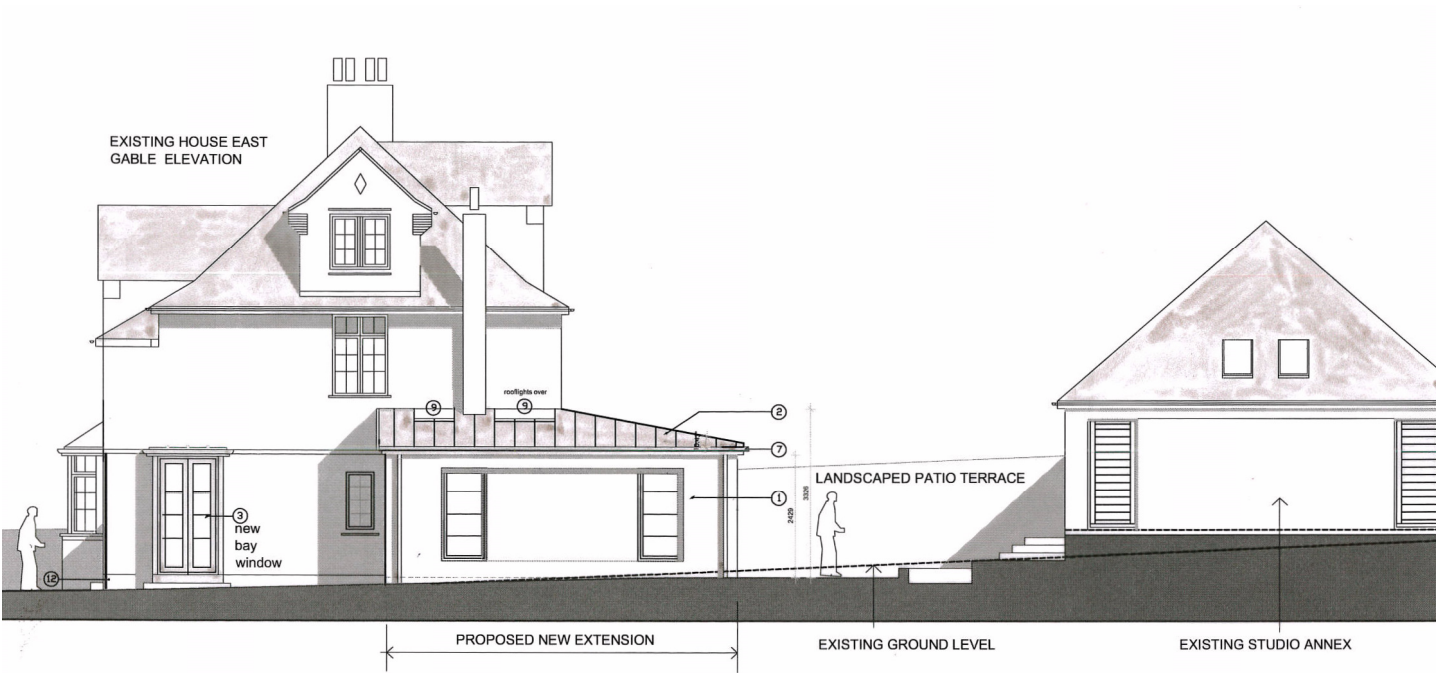 EXISTING HOUSE EAST
GABLE ELEVATION
rooflights over
9
9
2
7
LANDSCAPED PATIO TERRACE
3326
2429
1
3
new
bay
window
12
PROPOSED NEW EXTENSION
EXISTING GROUND LEVEL
EXISTING STUDIO ANNEX